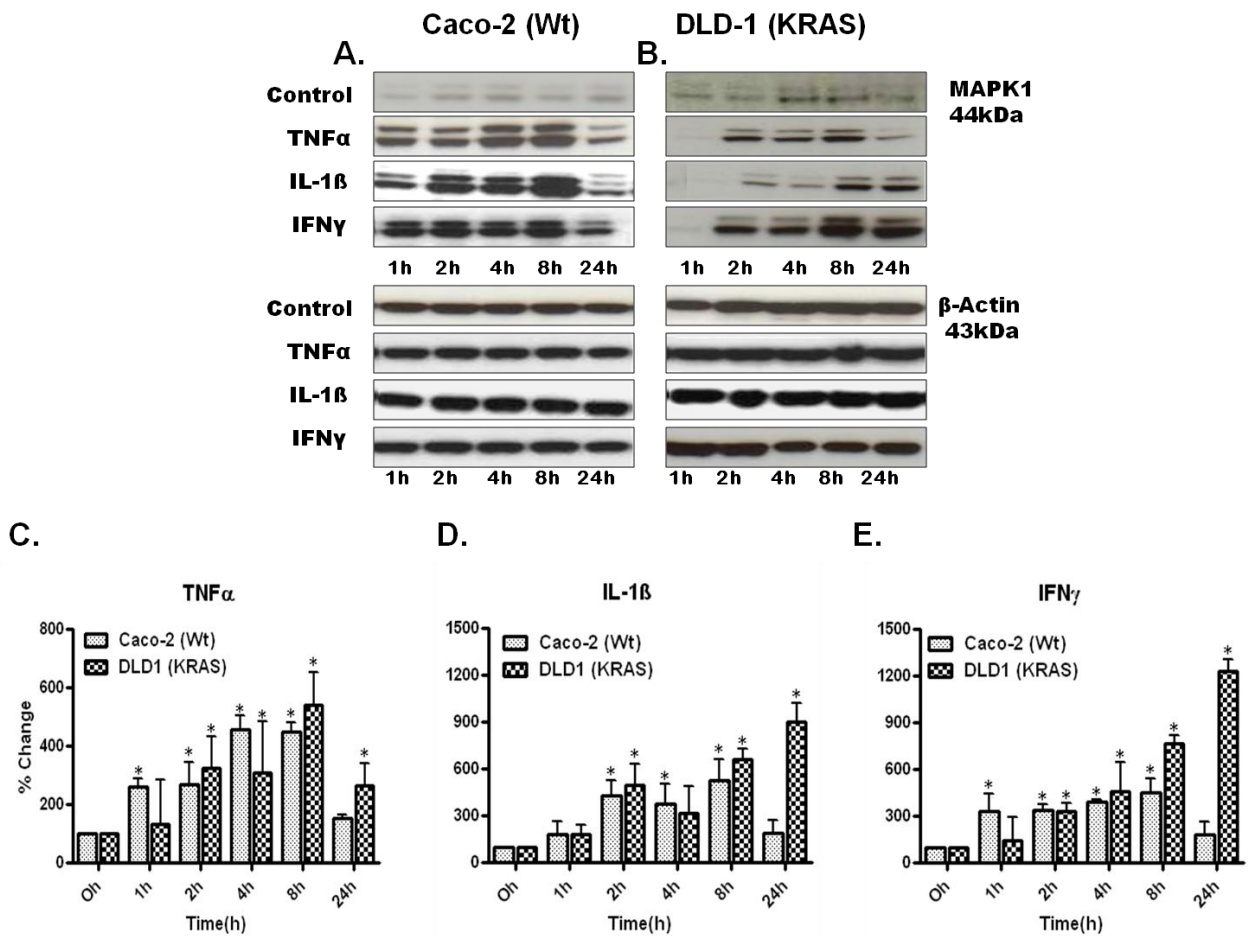 Caco-2 (Wt) DLD-1 (KRAS)
A. B.
Control MAPK1
44kDa
TNFα
IL-1ß
IFNγ
1h 2h 4h 8h 24h 1h 2h 4h 8h 24h
Control β-Actin
43kDa
TNFα
IL-1ß
IFNγ
1h 2h 4h 8h 24h 1h 2h 4h 8h 24h
C. D. E.
TNFα
800
600
400
200
0
% Change
Caco-2 (Wt)
DLD1 (KRAS)
* * * * * * * *
Oh 1h 2h 4h 8h 24h
Time(h)
IL-1ß
1500
1200
900
600
300
0
Caco-2 (Wt)
DLD1 (KRAS)
* * * * * *
Oh 1h 2h 4h 8h 24h
Time(h)
IFNγ
1500
1200
900
600
300
0
Caco-2 (Wt)
DLD1 (KRAS)
* * * * * * * *
Oh 1h 2h 4h 8h 24h
Time(h)